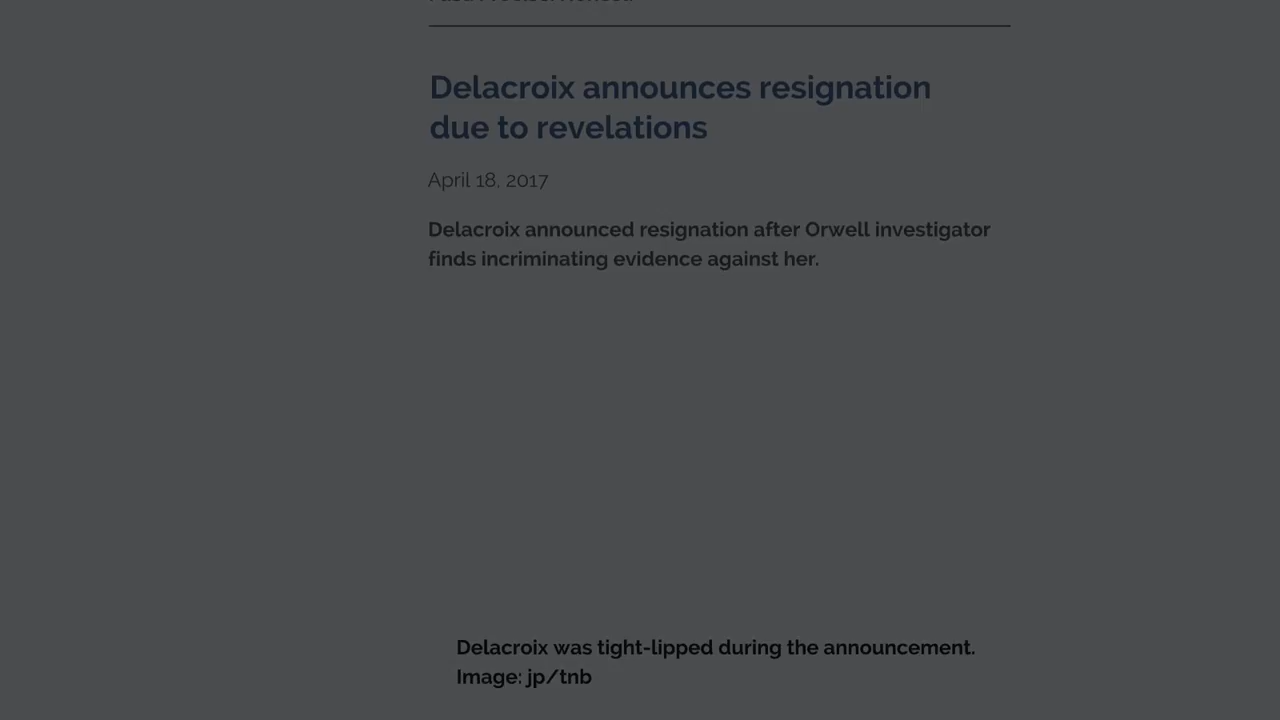 Delacroix announces resignation
due to revelations
April 18, 2017
Delacroix announced resignation after Orwell investigator
finds incriminating evidence against her.
Delacroix was tight-lipped during the announcement.
Image: jp/tnb